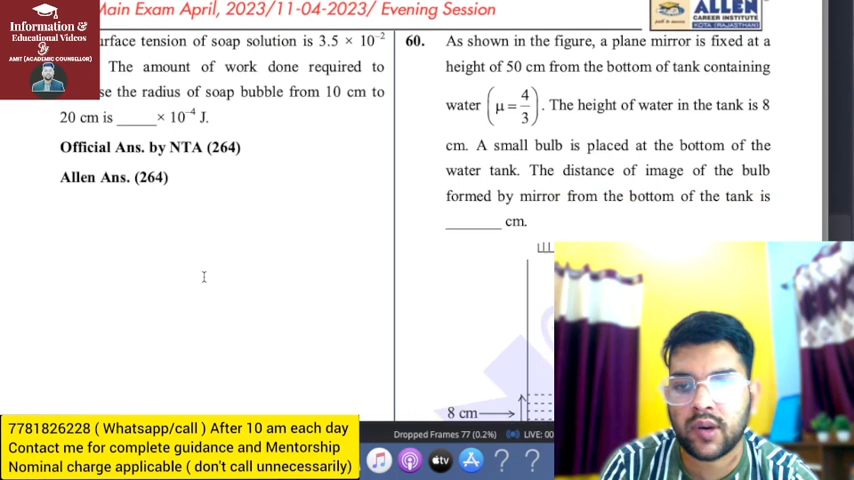 Main Exam April, 2023/11-04-2023/ Evening Session
ALLEN
CAREER INSTITUTE
KOTA (RAJASTHAN)
Information &
Educational Videos
By
AMIT (ACADEMIC COUNSELLOR)
rface tension of soap solution is 3.5 × 10⁻²
The amount of work done required to
se the radius of soap bubble from 10 cm to
20 cm is ____ × 10⁻⁴ J.
Official Ans. by NTA (264)
Allen Ans. (264)
60. As shown in the figure, a plane mirror is fixed at a
height of 50 cm from the bottom of tank containing
water (μ = 4/3). The height of water in the tank is 8
cm. A small bulb is placed at the bottom of the
water tank. The distance of image of the bulb
formed by mirror from the bottom of the tank is
______ cm.
8 cm
7781826228 ( Whatsapp/call ) After 10 am each day
Contact me for complete guidance and Mentorship
Nominal charge applicable ( don't call unnecessarily)
Dropped Frames 77 (0.2%) LIVE: 00
tv